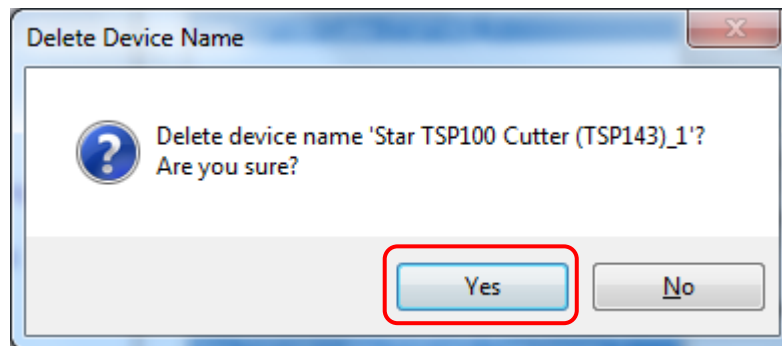 Delete Device Name
Delete device name 'Star TSP100 Cutter (TSP143)_1'?
Are you sure?
Yes
No